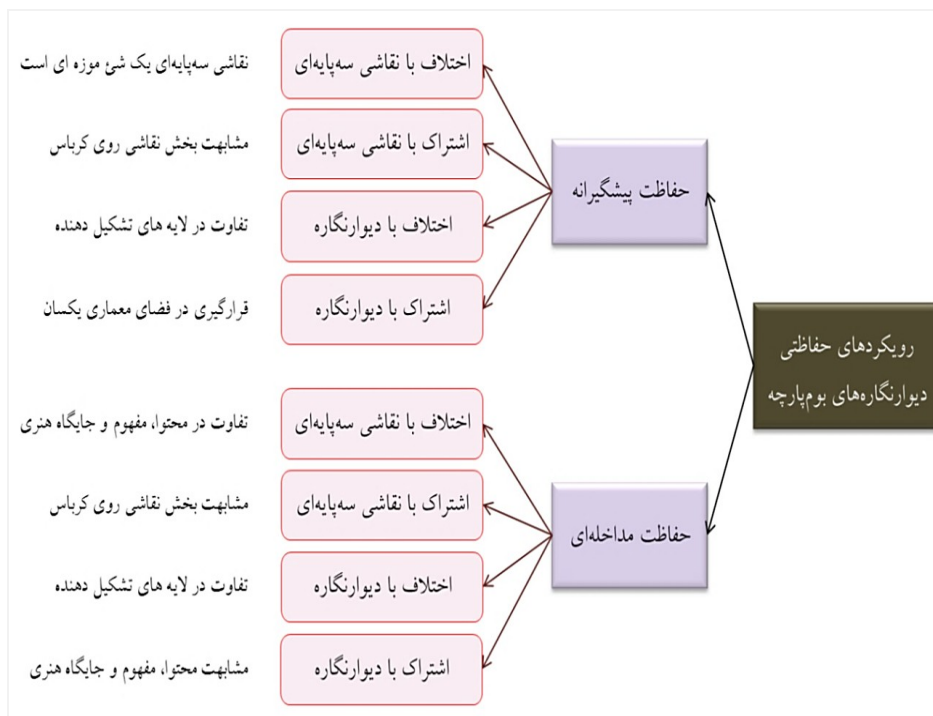 رویکردهای حفاظتی
دیوارنگاره‌های بوم‌پارچه
حفاظت پیشگیرانه
اختلاف با نقاشی سه‌پایه‌ای
نقاشی سه‌پایه‌ای یک شئ موزه ای است
اشتراک با نقاشی سه‌پایه‌ای
مشابهت بخش نقاشی روی کرباس
اختلاف با دیوارنگاره
تفاوت در لایه های تشکیل دهنده
اشتراک با دیوارنگاره
قرارگیری در فضای معماری یکسان
حفاظت مداخله‌ای
اختلاف با نقاشی سه‌پایه‌ای
تفاوت در محتوا، مفهوم و جایگاه هنری
اشتراک با نقاشی سه‌پایه‌ای
مشابهت بخش نقاشی روی کرباس
اختلاف با دیوارنگاره
تفاوت در لایه های تشکیل دهنده
اشتراک با دیوارنگاره
مشابهت محتوا، مفهوم و جایگاه هنری